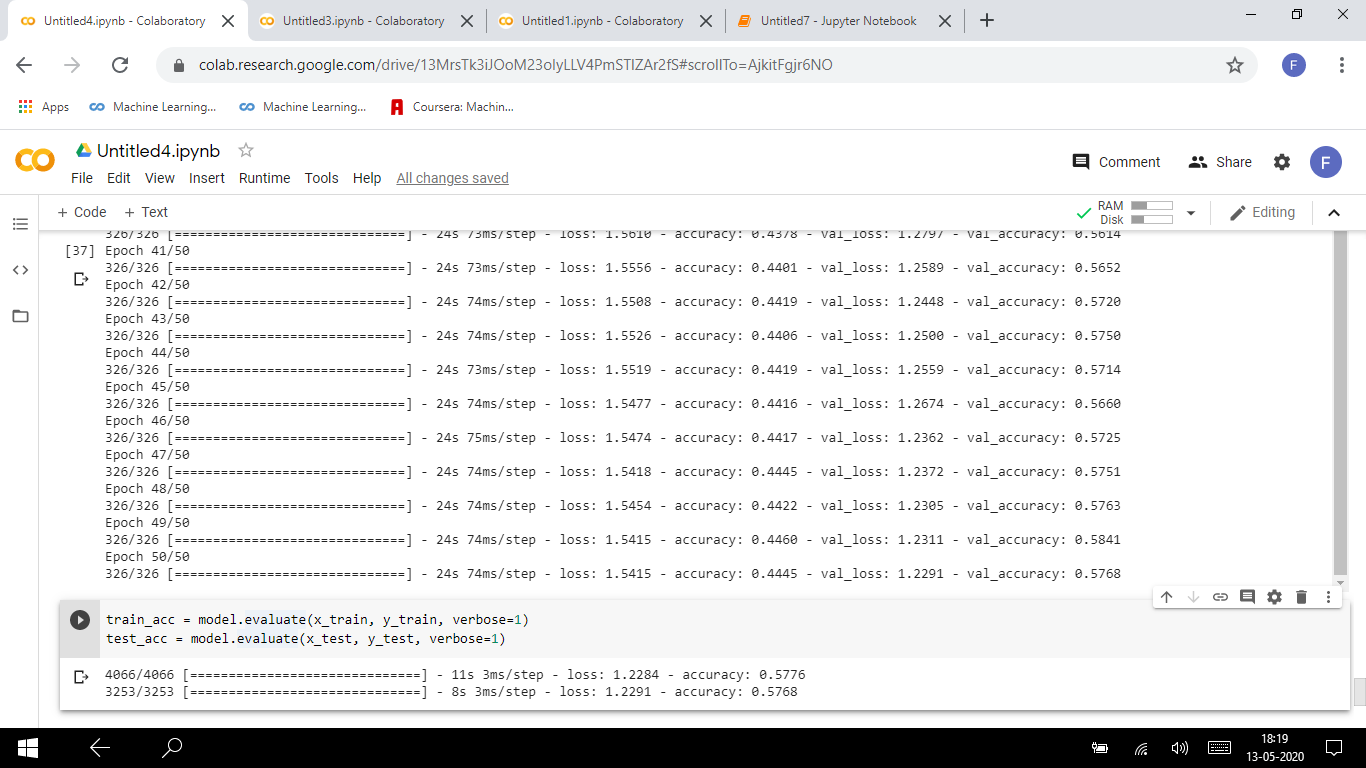 Untitled4.ipynb - Colaboratory
Untitled3.ipynb - Colaboratory
Untitled1.ipynb - Colaboratory
Untitled7 - Jupyter Notebook
colab.research.google.com/drive/13MrsTk3iJOoM23oIyLLV4PmSTIZAr2fS#scrollTo=AjkitFgjr6NO
F
Apps
Machine Learning...
Machine Learning...
Coursera: Machin...
Untitled4.ipynb
Comment
Share
F
File Edit View Insert Runtime Tools Help All changes saved
+ Code + Text
RAM
Disk
Editing
326/326 [==============================] - 24s 73ms/step - loss: 1.5610 - accuracy: 0.4378 - val_loss: 1.2797 - val_accuracy: 0.5614
[37] Epoch 41/50
326/326 [==============================] - 24s 73ms/step - loss: 1.5556 - accuracy: 0.4401 - val_loss: 1.2589 - val_accuracy: 0.5652
Epoch 42/50
326/326 [==============================] - 24s 74ms/step - loss: 1.5508 - accuracy: 0.4419 - val_loss: 1.2448 - val_accuracy: 0.5720
Epoch 43/50
326/326 [==============================] - 24s 74ms/step - loss: 1.5526 - accuracy: 0.4406 - val_loss: 1.2500 - val_accuracy: 0.5750
Epoch 44/50
326/326 [==============================] - 24s 73ms/step - loss: 1.5519 - accuracy: 0.4419 - val_loss: 1.2559 - val_accuracy: 0.5714
Epoch 45/50
326/326 [==============================] - 24s 74ms/step - loss: 1.5477 - accuracy: 0.4416 - val_loss: 1.2674 - val_accuracy: 0.5660
Epoch 46/50
326/326 [==============================] - 24s 75ms/step - loss: 1.5474 - accuracy: 0.4417 - val_loss: 1.2362 - val_accuracy: 0.5725
Epoch 47/50
326/326 [==============================] - 24s 74ms/step - loss: 1.5418 - accuracy: 0.4445 - val_loss: 1.2372 - val_accuracy: 0.5751
Epoch 48/50
326/326 [==============================] - 24s 74ms/step - loss: 1.5454 - accuracy: 0.4422 - val_loss: 1.2305 - val_accuracy: 0.5763
Epoch 49/50
326/326 [==============================] - 24s 74ms/step - loss: 1.5415 - accuracy: 0.4460 - val_loss: 1.2311 - val_accuracy: 0.5841
Epoch 50/50
326/326 [==============================] - 24s 74ms/step - loss: 1.5415 - accuracy: 0.4445 - val_loss: 1.2291 - val_accuracy: 0.5768
train_acc = model.evaluate(x_train, y_train, verbose=1)
test_acc = model.evaluate(x_test, y_test, verbose=1)
4066/4066 [==============================] - 11s 3ms/step - loss: 1.2284 - accuracy: 0.5776
3253/3253 [==============================] - 8s 3ms/step - loss: 1.2291 - accuracy: 0.5768
18:19
13-05-2020